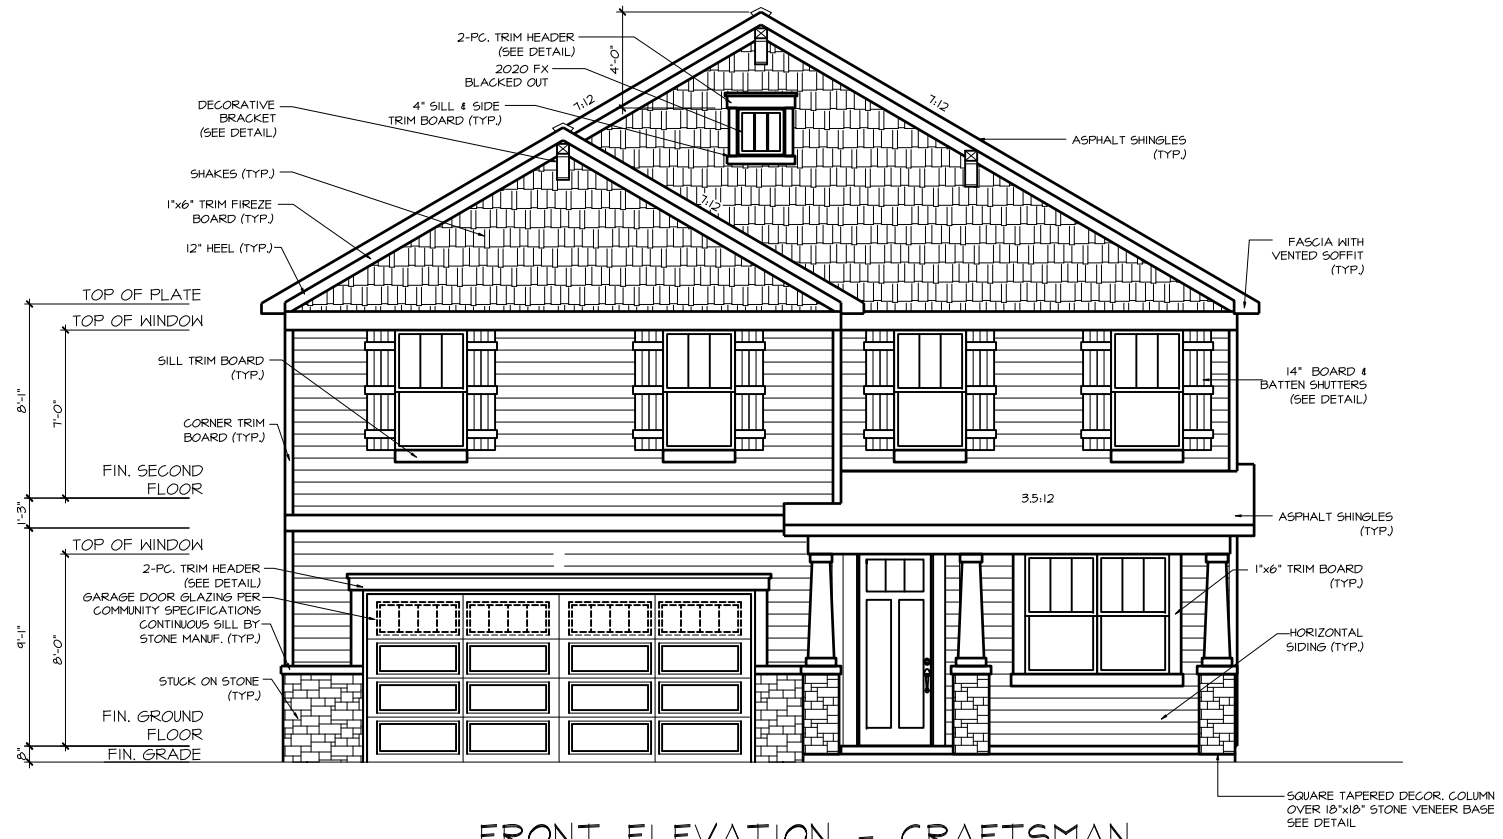 2-PC. TRIM HEADER
(SEE DETAIL)
2020 FX
BLACKED OUT
4" SILL & SIDE
TRIM BOARD (TYP.)
4'-0"
7:12
7:12
7:12
DECORATIVE
BRACKET
(SEE DETAIL)
SHAKES (TYP.)
1"x6" TRIM FIREZE
BOARD (TYP.)
12" HEEL (TYP.)
ASPHALT SHINGLES
(TYP.)
FASCIA WITH
VENTED SOFFIT
(TYP.)
TOP OF PLATE
TOP OF WINDOW
SILL TRIM BOARD
(TYP.)
8'-1"
7'-0"
CORNER TRIM
BOARD (TYP.)
FIN. SECOND
FLOOR
1'-3"
14" BOARD &
BATTEN SHUTTERS
(SEE DETAIL)
3.5:12
ASPHALT SHINGLES
(TYP.)
TOP OF WINDOW
2-PC. TRIM HEADER
(SEE DETAIL)
GARAGE DOOR GLAZING PER
COMMUNITY SPECIFICATIONS
CONTINUOUS SILL BY
STONE MANUF. (TYP.)
9'-1"
8'-0"
STUCK ON STONE
(TYP.)
FIN. GROUND
FLOOR
8"
FIN. GRADE
1"x6" TRIM BOARD
(TYP.)
HORIZONTAL
SIDING (TYP.)
SQUARE TAPERED DECOR. COLUMN
OVER 18"x18" STONE VENEER BASE
SEE DETAIL
FRONT ELEVATION - CRAFTSMAN